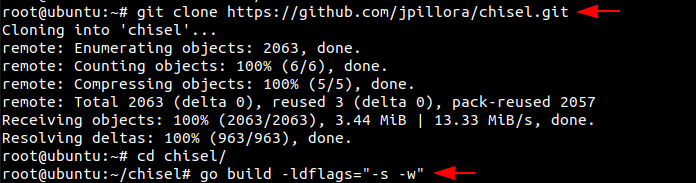 root@ubuntu:~# git clone https://github.com/jpillora/chisel.git
Cloning into 'chisel'...
remote: Enumerating objects: 2063, done.
remote: Counting objects: 100% (6/6), done.
remote: Compressing objects: 100% (5/5), done.
remote: Total 2063 (delta 0), reused 3 (delta 0), pack-reused 2057
Receiving objects: 100% (2063/2063), 3.44 MiB | 13.33 MiB/s, done.
Resolving deltas: 100% (963/963), done.
root@ubuntu:~# cd chisel/
root@ubuntu:~/chisel# go build -ldflags="-s -w"